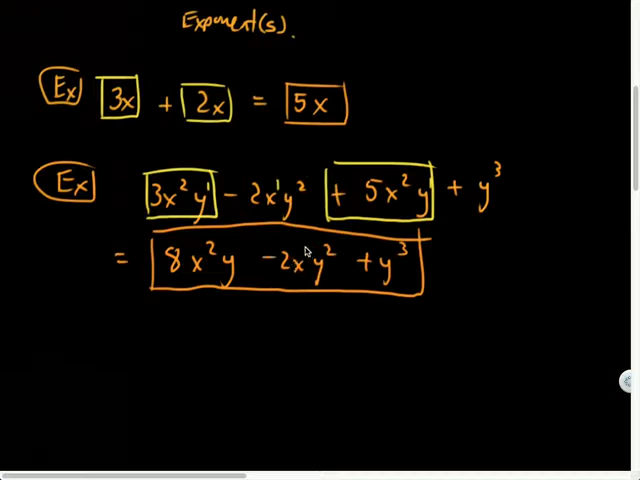 Exponent(s).
Ex 3x + 2x = 5x
Ex 3x²y¹ - 2x¹y² + 5x²y¹ + y³
= 8x²y - 2xy² + y³